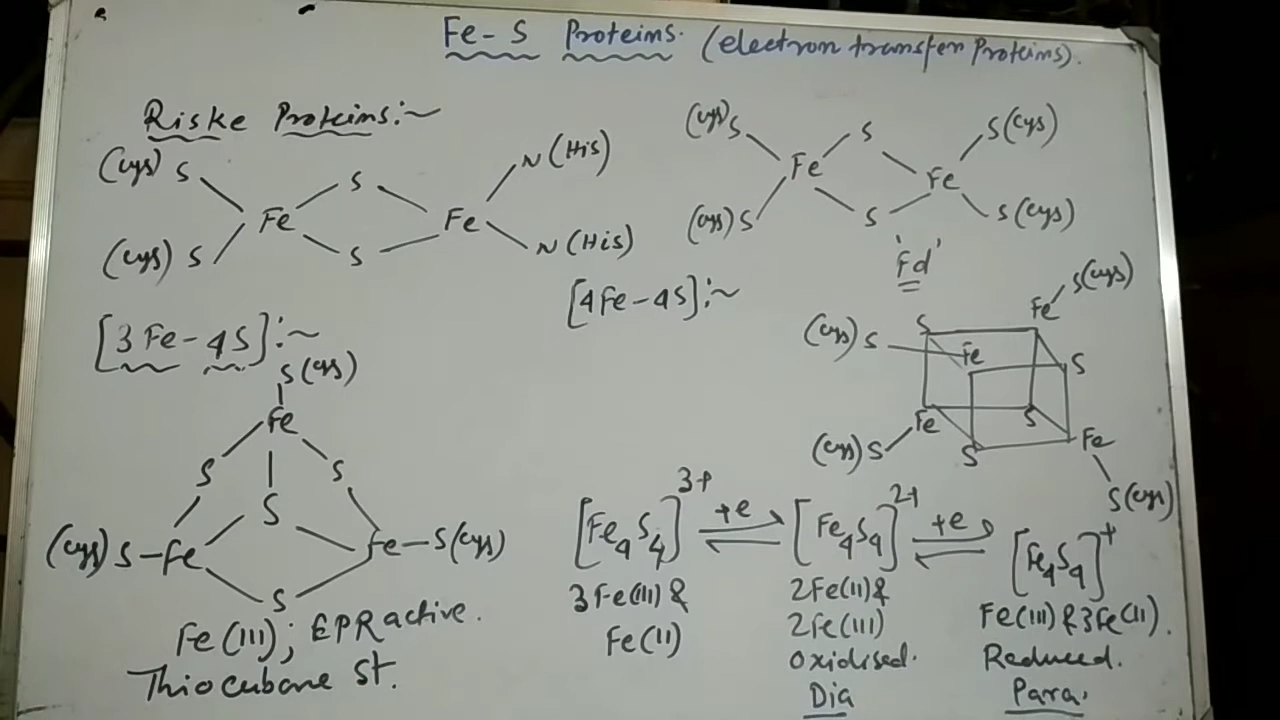 Fe-S Proteins. (electron transfer Proteins).
Riske Proteins:~
(cys) S
S
N (His)
Fe
Fe
(cys) S
S
N (His)
(cys) S
S
S(cys)
Fe
Fe
(cys) S
S
S(cys)
'Fd'
[3Fe-4S]:~
S(cys)
Fe
S
S
S
(cys) S-Fe
Fe-S(cys)
S
Fe(III); EPR active.
Thiocubane St.
[4Fe-4S]:~
S(cys)
Fe
S
(cys) S
Fe
S
Fe
S
(cys) S
S
Fe
S(cys)
[Fe4S4]3+ +e [Fe4S4]2+ +e [Fe4S4]+
3Fe(III) &
Fe(II)
2Fe(II) &
2Fe(III)
Oxidised.
Dia
Fe(III) & 3Fe(II).
Reduced.
Para.